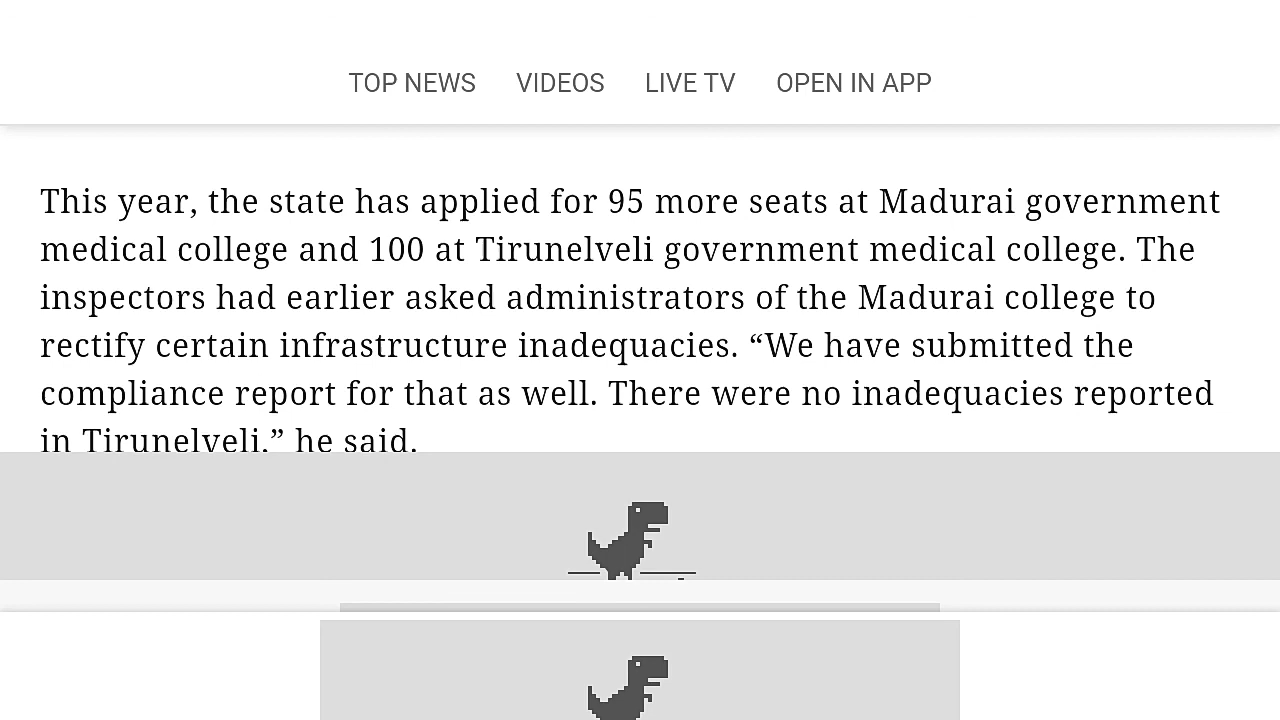 TOP NEWS VIDEOS LIVE TV OPEN IN APP
This year, the state has applied for 95 more seats at Madurai government
medical college and 100 at Tirunelveli government medical college. The
inspectors had earlier asked administrators of the Madurai college to
rectify certain infrastructure inadequacies. “We have submitted the
compliance report for that as well. There were no inadequacies reported
in Tirunelveli,” he said.